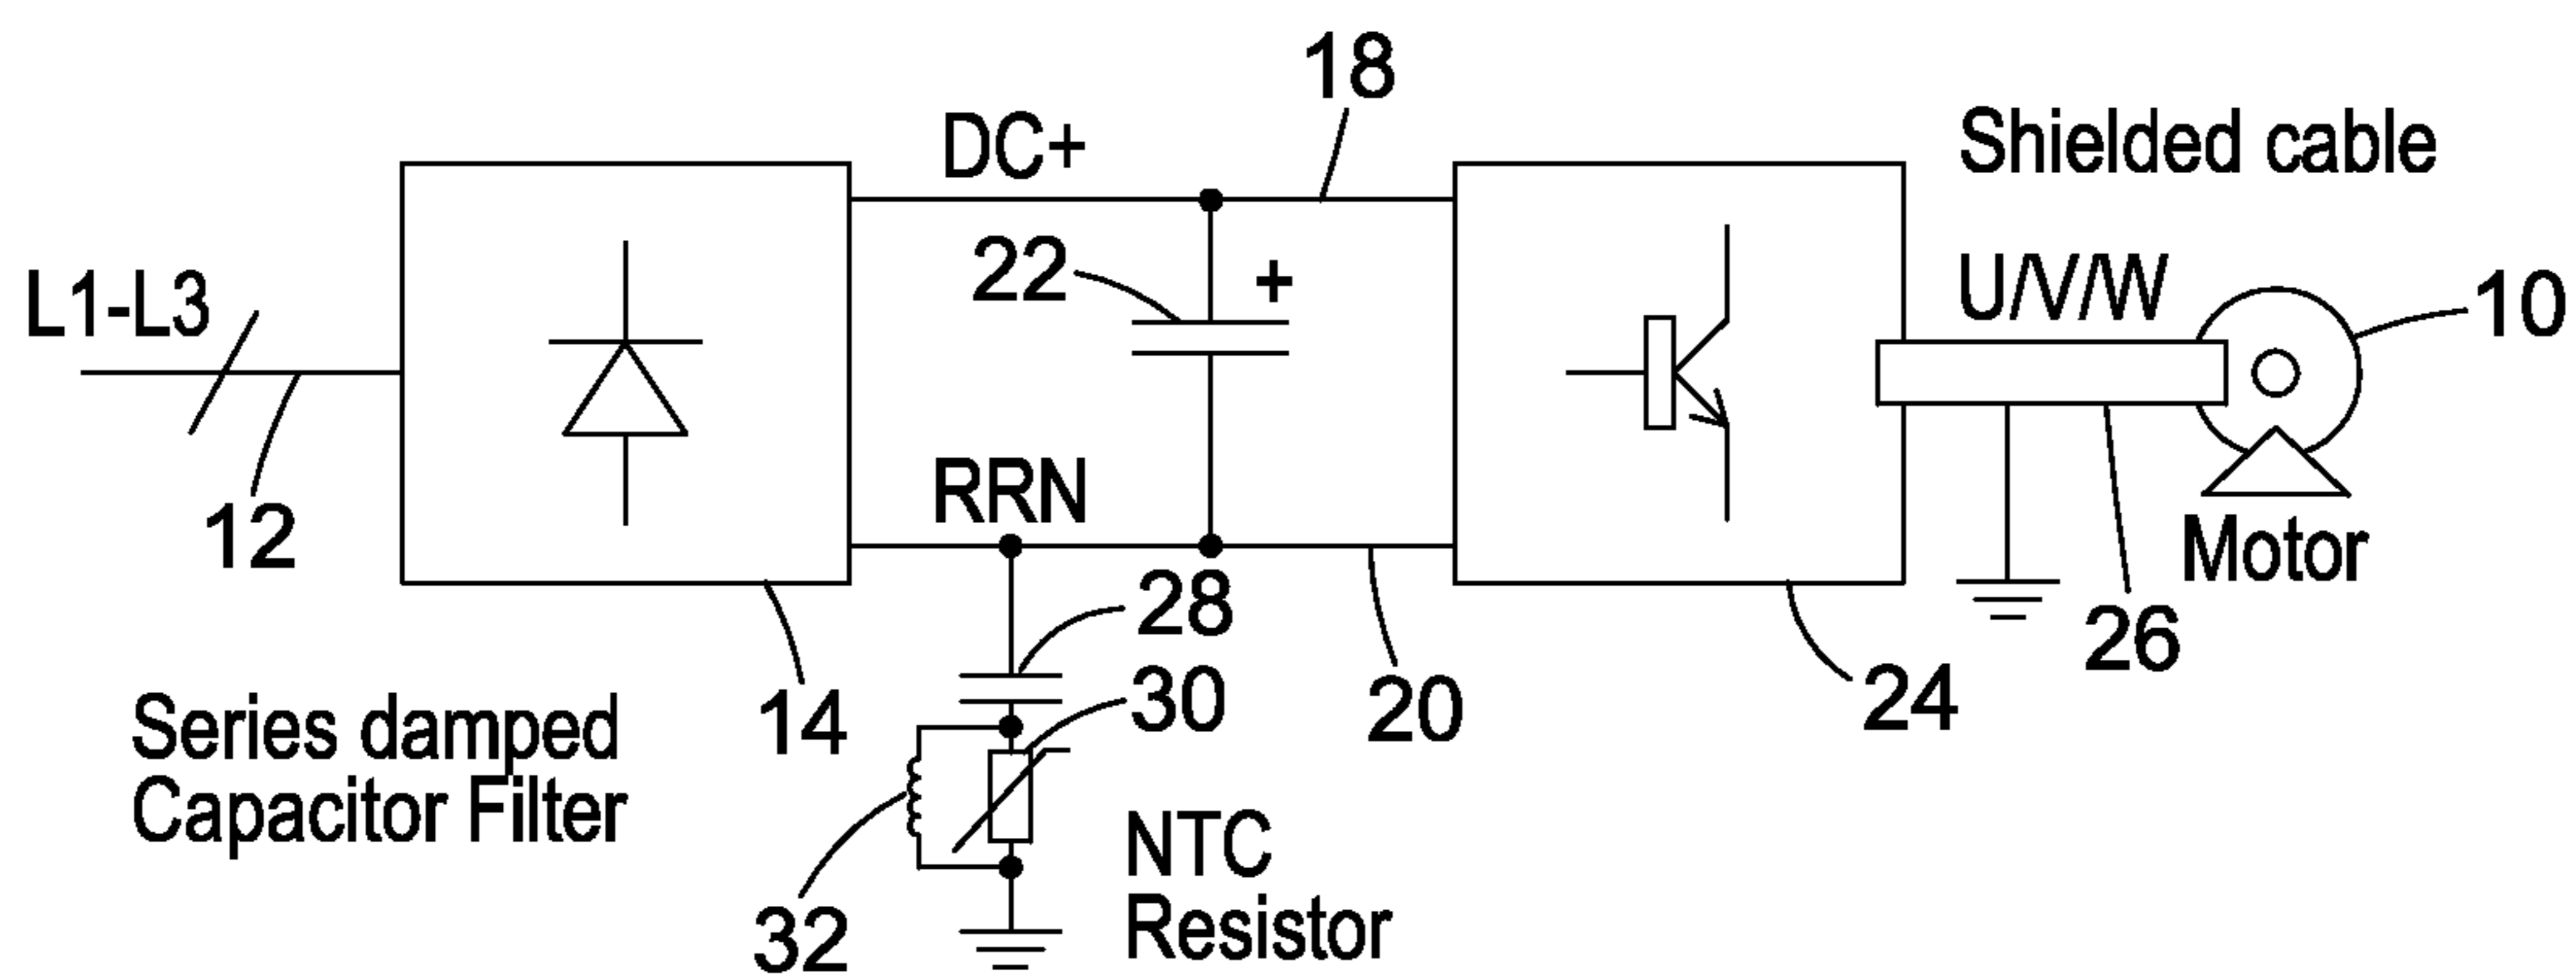 18
DC+
Shielded cable
22
+
U/V/W
L1-L3
10
12
RRN
Motor
28
26
14
30
20
24
Series damped
Capacitor Filter
NTC
Resistor
32